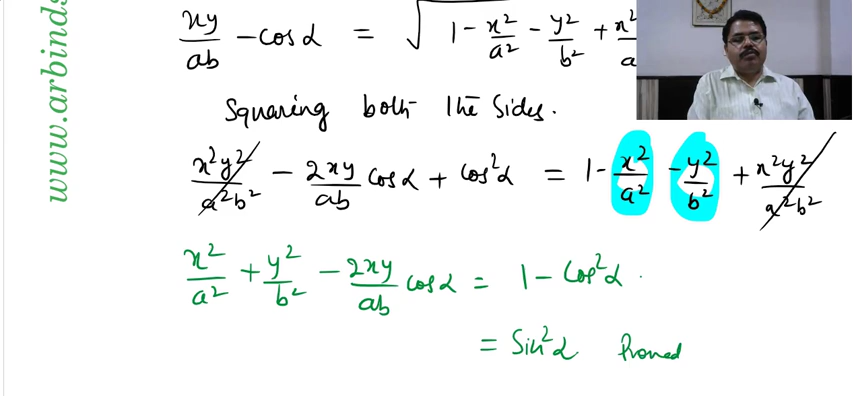 xy/ab - cos α = √1 - x²/a² - y²/b² + x²/a
Squaring both the Sides.
x²y²/a²b² - 2xy/ab cos α + cos²α = 1 - x²/a² - y²/b² + x²y²/a²b²
x²/a² + y²/b² - 2xy/ab cos α = 1 - Cos²α.
= Sin²α Proved
www.arbinds